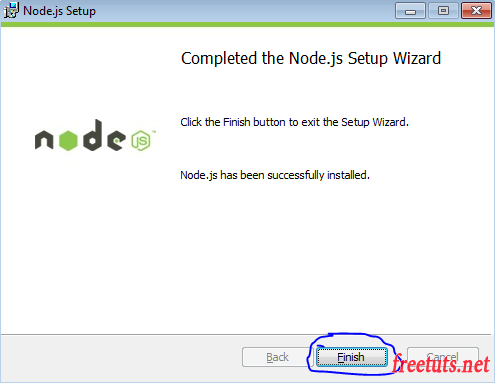 Node.js Setup
Completed the Node.js Setup Wizard
node JS ™
Click the Finish button to exit the Setup Wizard.
Node.js has been successfully installed.
Back Finish Cancel
freetuts.net